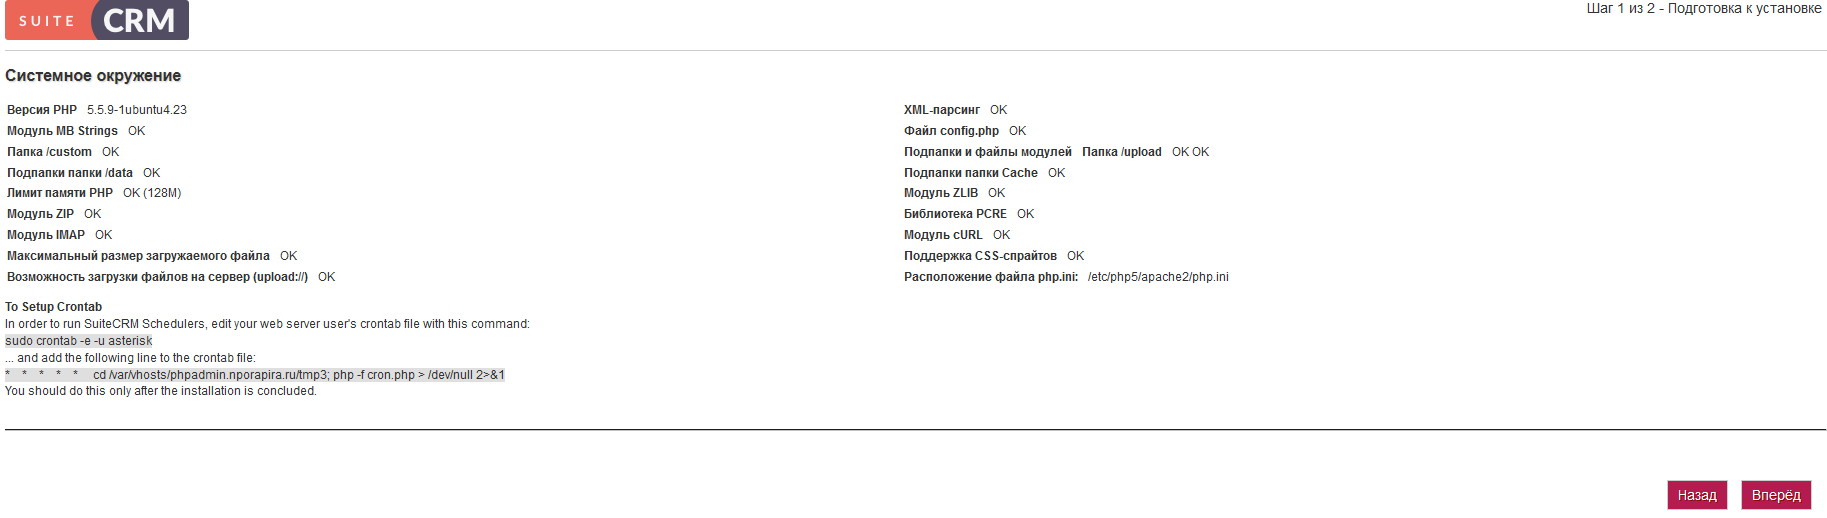 SUITE CRM
Шаг 1 из 2 - Подготовка к установке
Системное окружение
Версия PHP 5.5.9-1ubuntu4.23
XML-парсинг OK
Модуль MB Strings OK
Файл config.php OK
Папка /custom OK
Подпапки и файлы модулей Папка /upload OK OK
Подпапки папки /data OK
Подпапки папки Cache OK
Лимит памяти PHP OK (128M)
Модуль ZLIB OK
Модуль ZIP OK
Библиотека PCRE OK
Модуль IMAP OK
Модуль cURL OK
Максимальный размер загружаемого файла OK
Поддержка CSS-спрайтов OK
Возможность загрузки файлов на сервер (upload://) OK
Расположение файла php.ini: /etc/php5/apache2/php.ini
To Setup Crontab
In order to run SuiteCRM Schedulers, edit your web server user's crontab file with this command:
sudo crontab -e -u asterisk
... and add the following line to the crontab file:
* * * * * cd /var/vhosts/phpadmin.nporapira.ru/tmp3; php -f cron.php > /dev/null 2>&1
You should do this only after the installation is concluded.
Назад
Вперёд